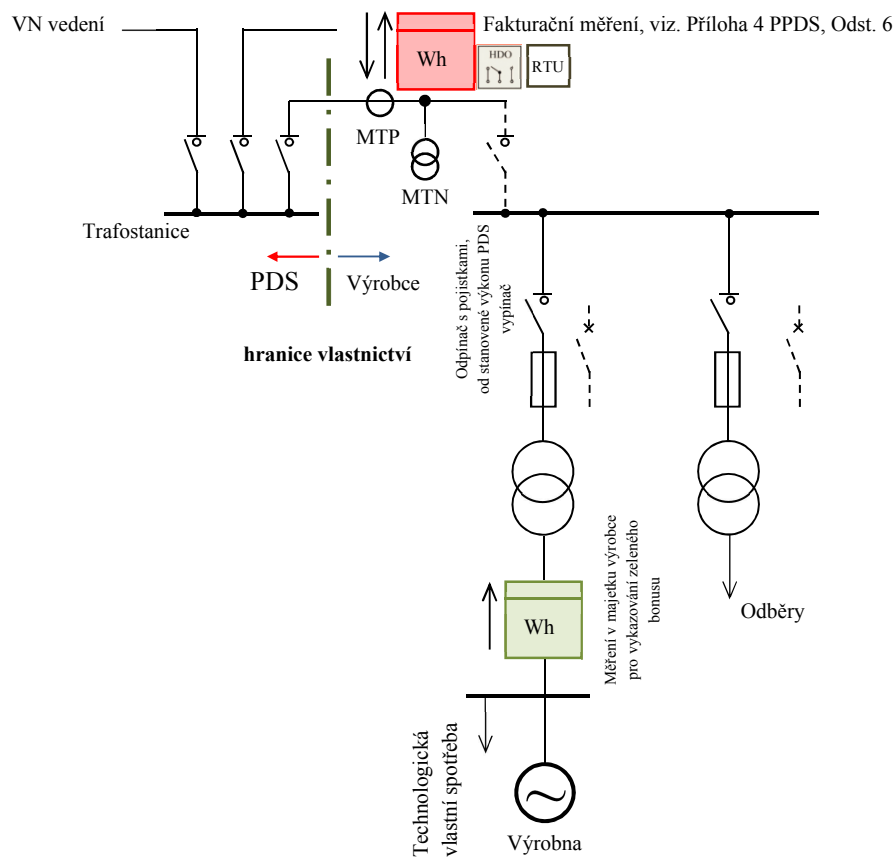 VN vedení
Fakturační měření, viz. Příloha 4 PPDS, Odst. 6
Wh
HDO
RTU
MTP
MTN
Trafostanice
PDS
Výrobce
hranice vlastnictví
Odpínač s pojistkami,
od stanovené výkonu PDS
vypínač
Wh
Měření v majetku výrobce
pro vykazování zeleného
bonusu
Odběry
Technologická
vlastní spotřeba
Výrobna